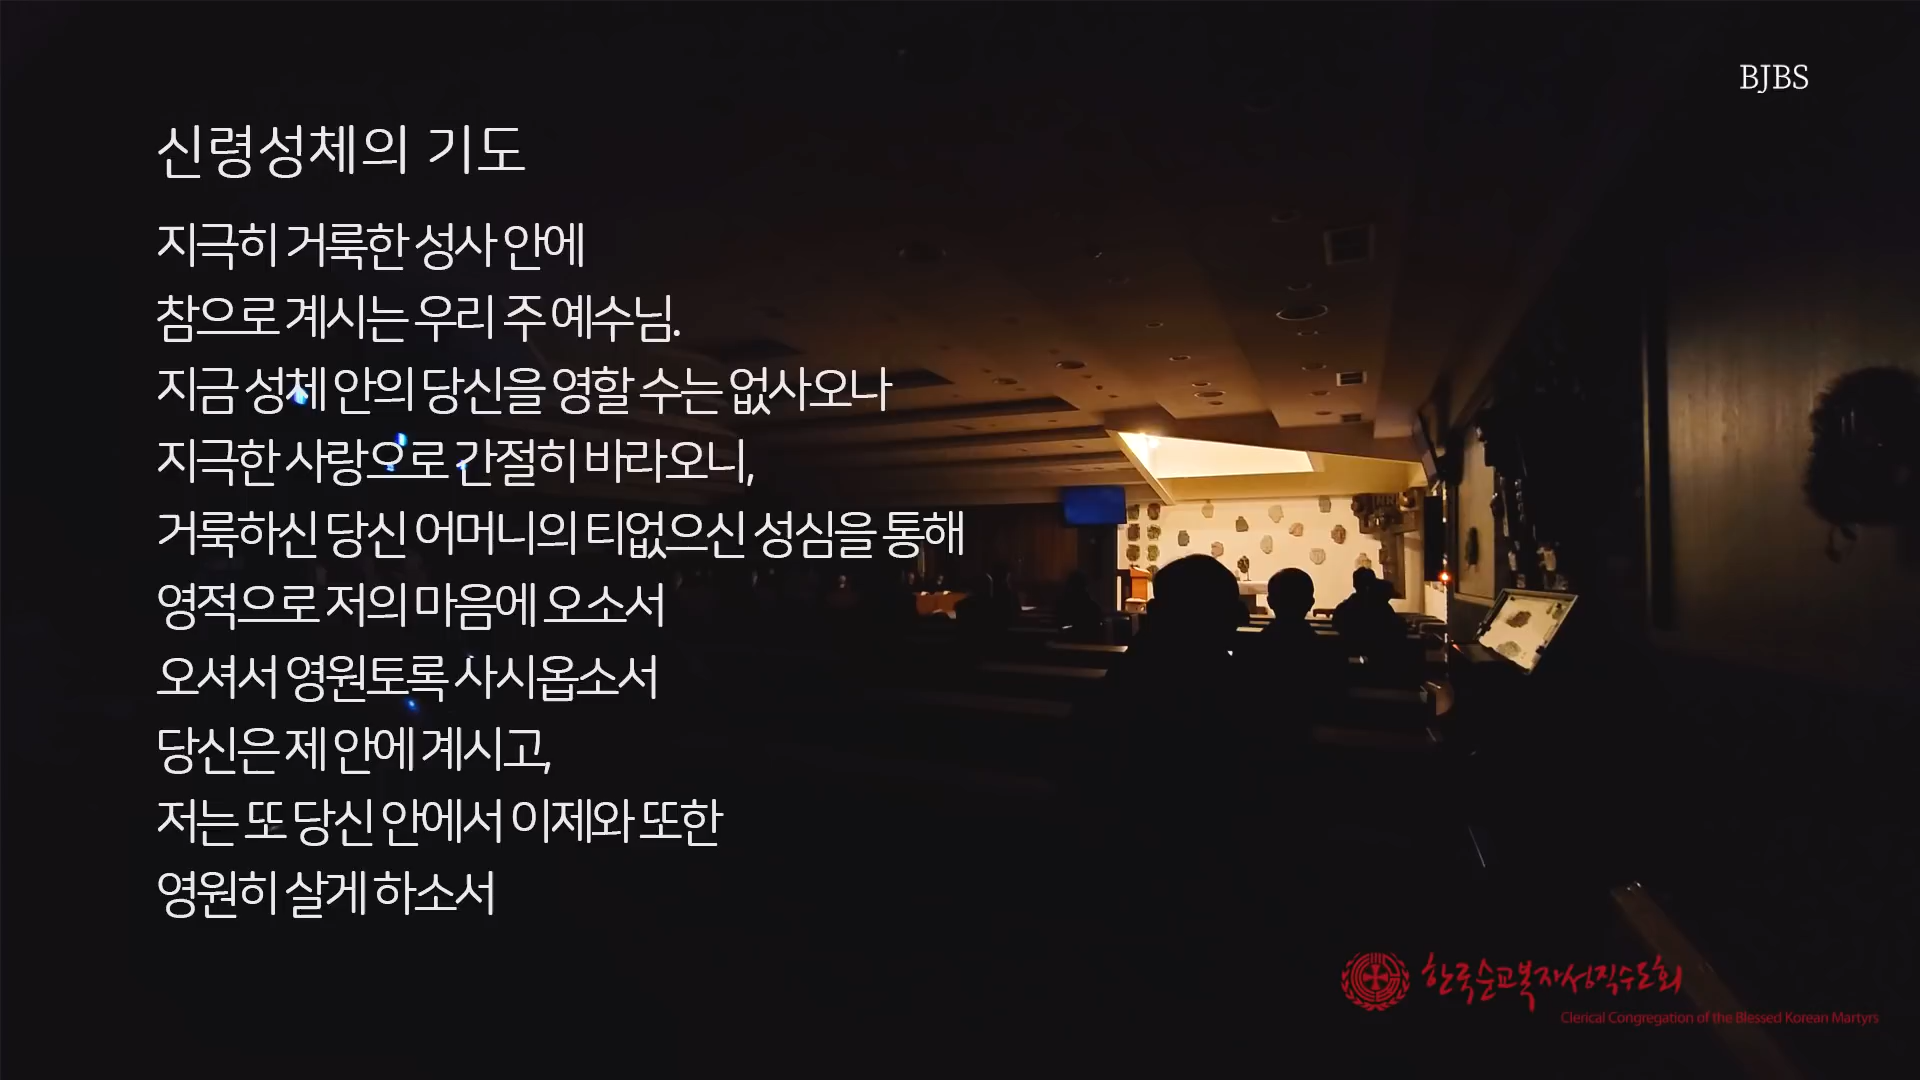 BJBS
신령성체의 기도
지극히 거룩한 성사 안에
참으로 계시는 우리 주 예수님.
지금 성체 안의 당신을 영할 수는 없사오나
지극한 사랑으로 간절히 바라오니,
거룩하신 당신 어머니의 티없으신 성심을 통해
영적으로 저의 마음에 오소서
오셔서 영원토록 사시옵소서
당신은 제 안에 계시고,
저는 또 당신 안에서 이제와 또한
영원히 살게 하소서
한국순교복자성직수도회
Clerical Congregation of the Blessed Korean Martyrs